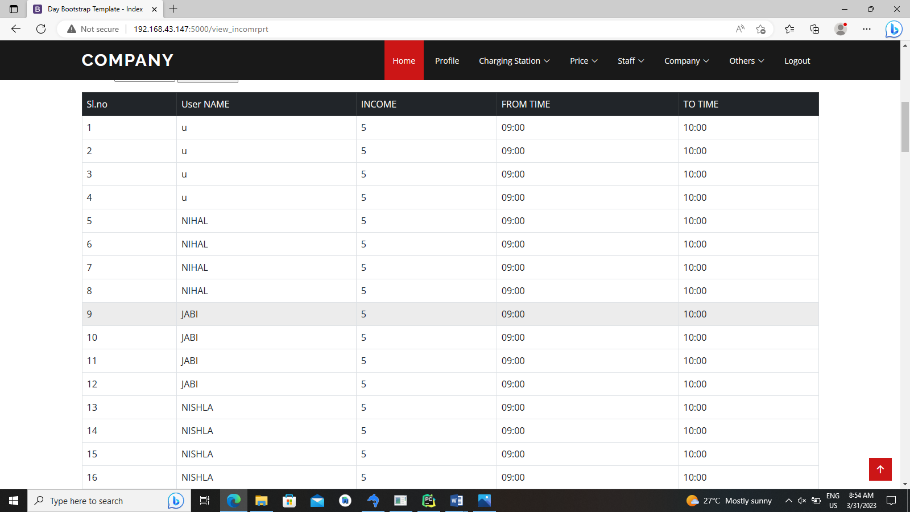 Day Bootstrap Template - Index
Not secure 192.168.43.147:5000/view_incomrprt
COMPANY Home Profile Charging Station Price Staff Company Others Logout
Sl.no User NAME INCOME FROM TIME TO TIME
1 u 5 09:00 10:00
2 u 5 09:00 10:00
3 u 5 09:00 10:00
4 u 5 09:00 10:00
5 NIHAL 5 09:00 10:00
6 NIHAL 5 09:00 10:00
7 NIHAL 5 09:00 10:00
8 NIHAL 5 09:00 10:00
9 JABI 5 09:00 10:00
10 JABI 5 09:00 10:00
11 JABI 5 09:00 10:00
12 JABI 5 09:00 10:00
13 NISHLA 5 09:00 10:00
14 NISHLA 5 09:00 10:00
15 NISHLA 5 09:00 10:00
16 NISHLA 5 09:00 10:00
Type here to search 27°C Mostly sunny ENG 8:54 AM
US 3/31/2023